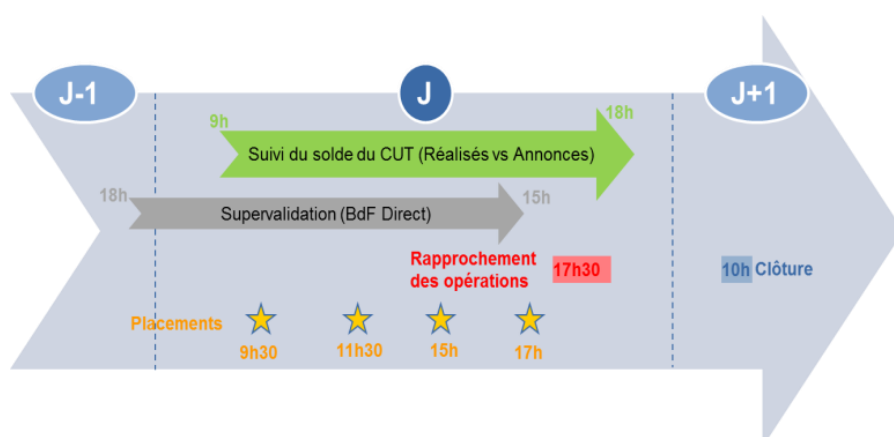 J-1
J
J+1
9h
18h
Suivi du solde du CUT (Réalisés vs Annonces)
18h
15h
Supervalidation (BdF Direct)
Rapprochement
des opérations
17h30
10h Clôture
Placements
9h30
11h30
15h
17h